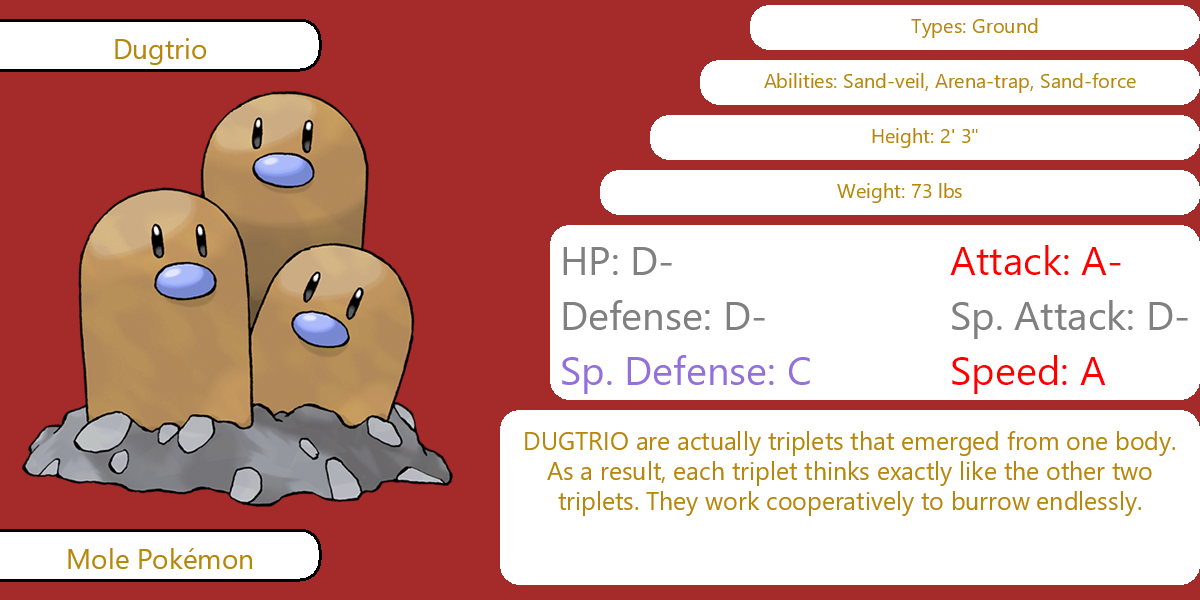 Dugtrio
Types: Ground
Abilities: Sand-veil, Arena-trap, Sand-force
Height: 2' 3"
Weight: 73 lbs
HP: D-
Attack: A-
Defense: D-
Sp. Attack: D-
Sp. Defense: C
Speed: A
DUGTRIO are actually triplets that emerged from one body.
As a result, each triplet thinks exactly like the other two
triplets. They work cooperatively to burrow endlessly.
Mole Pokémon